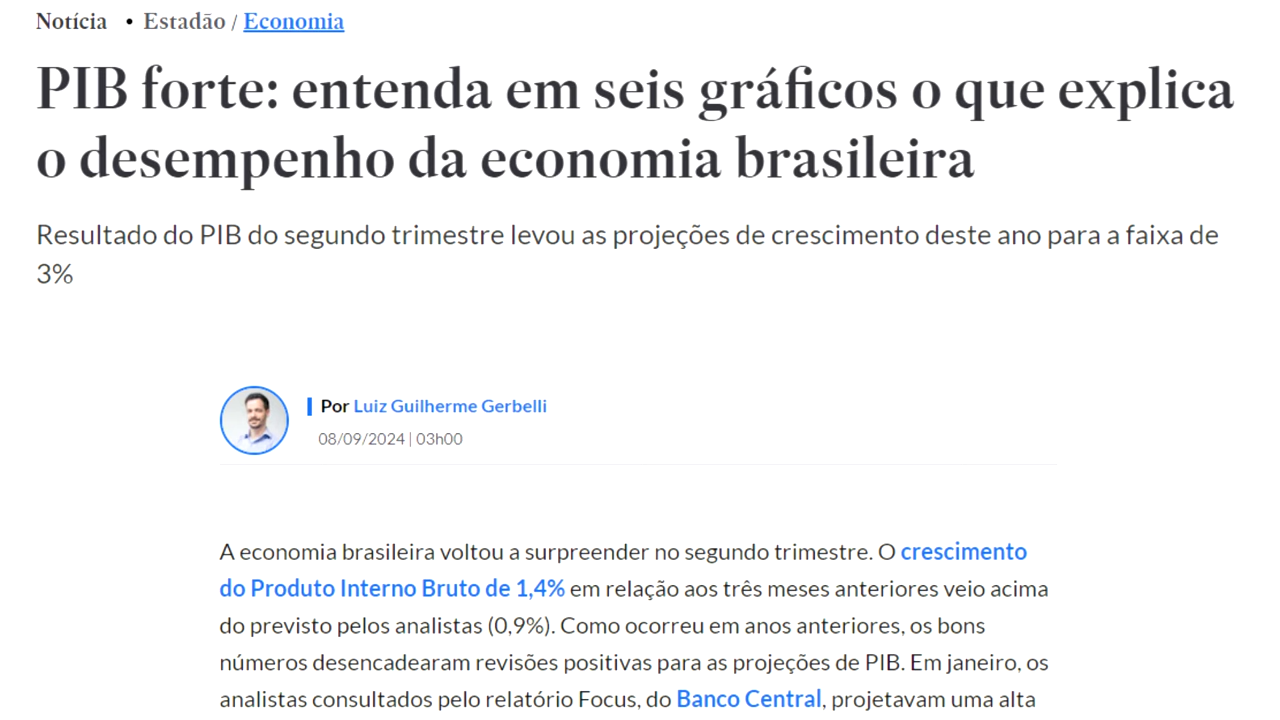 Notícia • Estadão / Economia
PIB forte: entenda em seis gráficos o que explica
o desempenho da economia brasileira
Resultado do PIB do segundo trimestre levou as projeções de crescimento deste ano para a faixa de
3%
Por Luiz Guilherme Gerbelli
08/09/2024 | 03h00
A economia brasileira voltou a surpreender no segundo trimestre. O crescimento
do Produto Interno Bruto de 1,4% em relação aos três meses anteriores veio acima
do previsto pelos analistas (0,9%). Como ocorreu em anos anteriores, os bons
números desencadearam revisões positivas para as projeções de PIB. Em janeiro, os
analistas consultados pelo relatório Focus, do Banco Central, projetavam uma alta